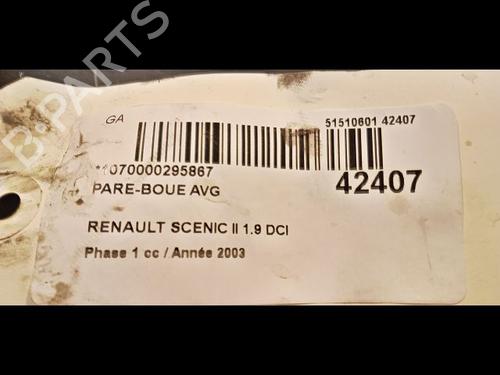 B-PARTS
GA
51510601 42407
*1070000295867
42407
PARE-BOUE AVG
RENAULT SCENIC II 1.9 DCI
Phase 1 cc / Année 2003